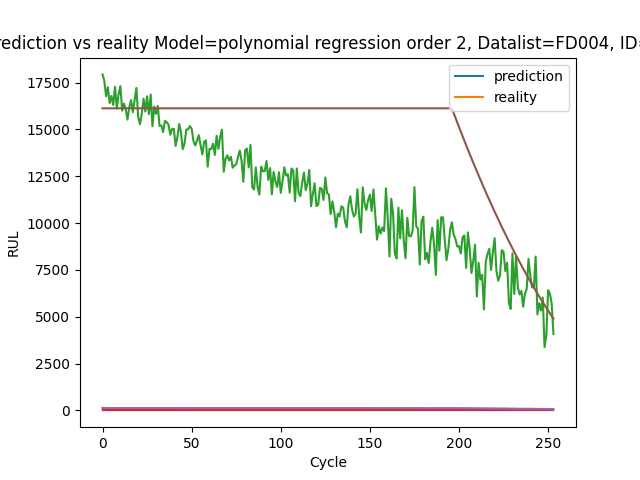 rediction vs reality Model=polynomial regression order 2, Datalist=FD004, ID=
prediction
reality
17500
15000
12500
10000
7500
5000
2500
0
RUL
0 50 100 150 200 250
Cycle